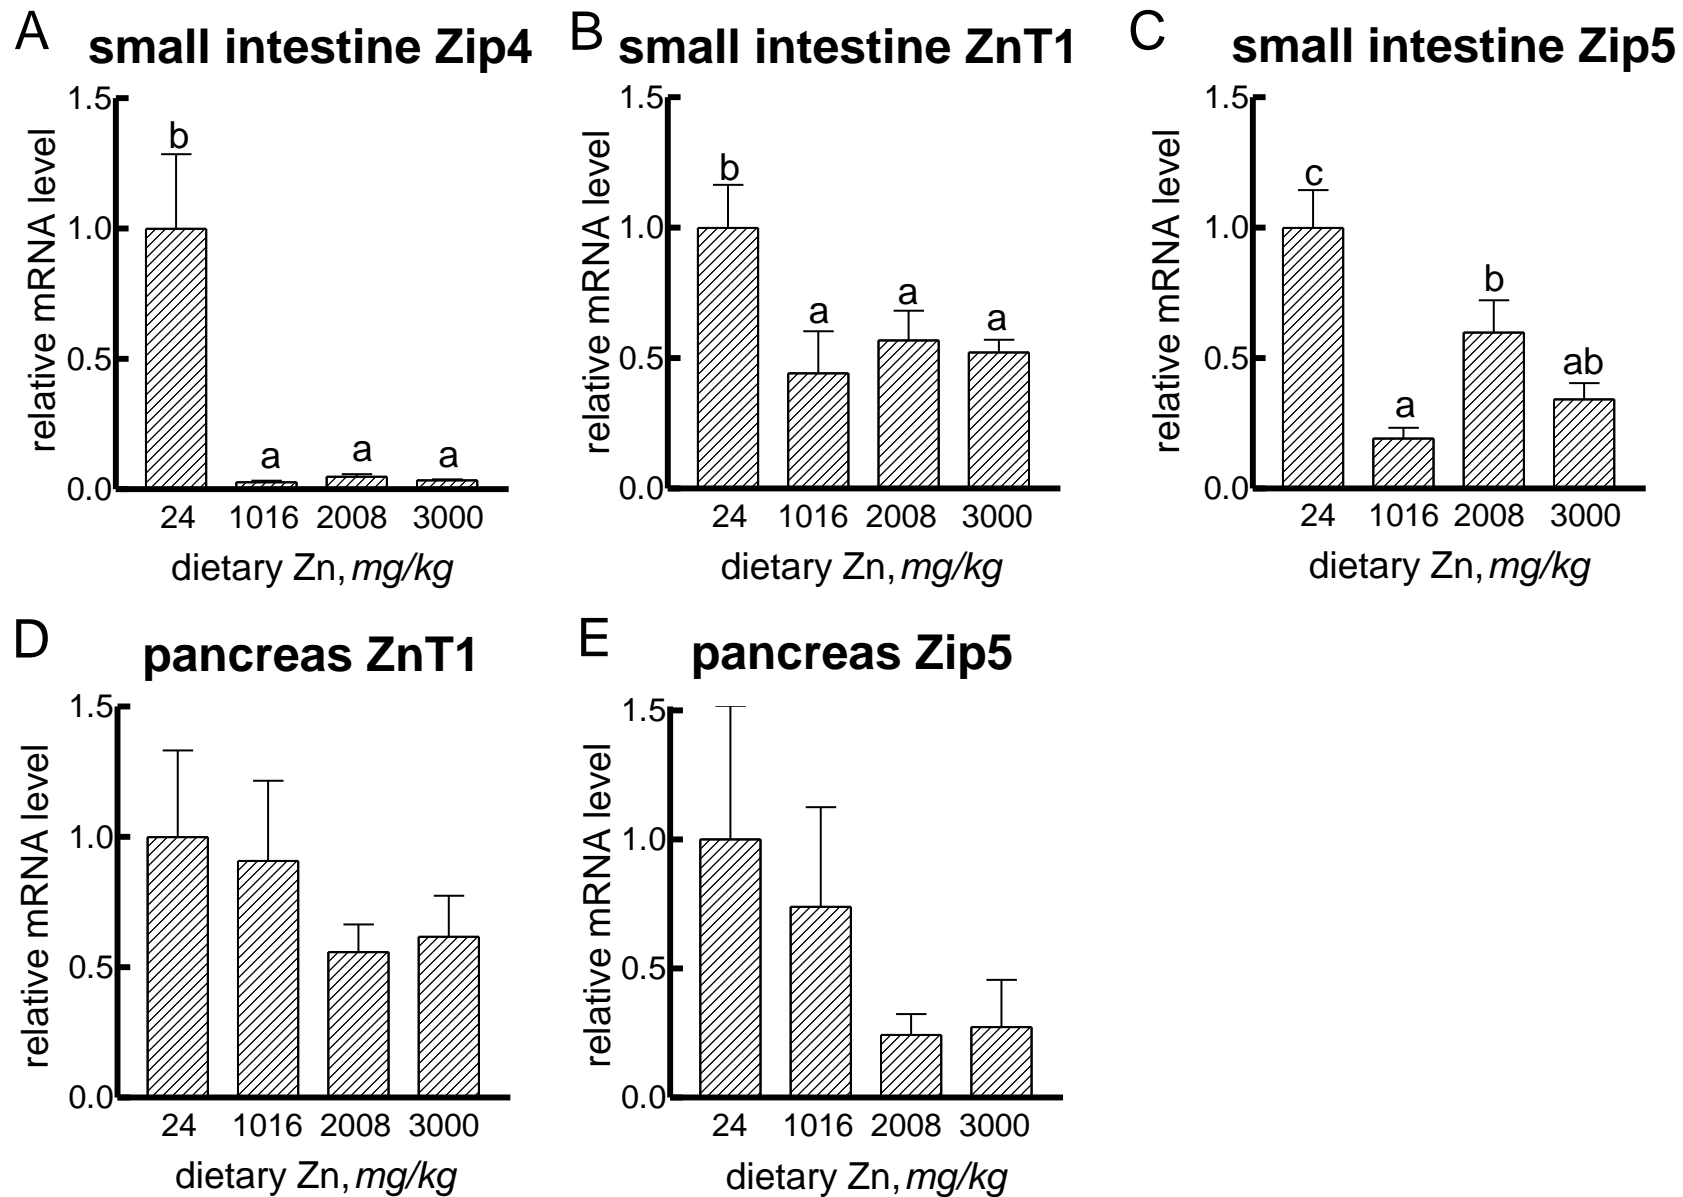 A small intestine Zip4
1.5
1.0
0.5
0.0
relative mRNA level
b
a
a
a
24 1016 2008 3000
dietary Zn, mg/kg
B small intestine ZnT1
1.5
1.0
0.5
0.0
relative mRNA level
b
a
a
a
24 1016 2008 3000
dietary Zn, mg/kg
C small intestine Zip5
1.5
1.0
0.5
0.0
relative mRNA level
c
a
b
ab
24 1016 2008 3000
dietary Zn, mg/kg
D pancreas ZnT1
1.5
1.0
0.5
0.0
relative mRNA level
24 1016 2008 3000
dietary Zn, mg/kg
E pancreas Zip5
1.5
1.0
0.5
0.0
relative mRNA level
24 1016 2008 3000
dietary Zn, mg/kg